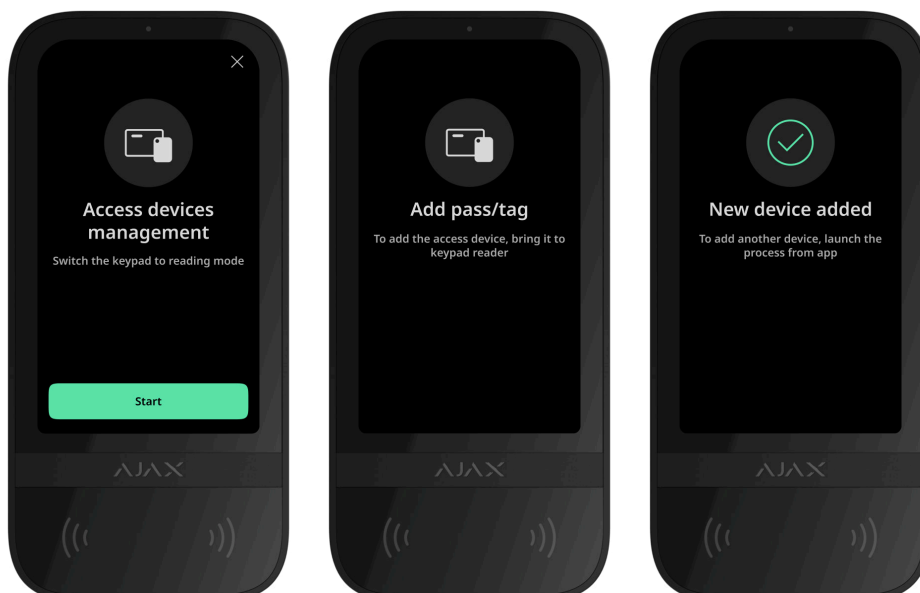 Access devices
management
Switch the keypad to reading mode
Start
AJAX
Add pass/tag
To add the access device, bring it to
keypad reader
AJAX
New device added
To add another device, launch the
process from app
AJAX